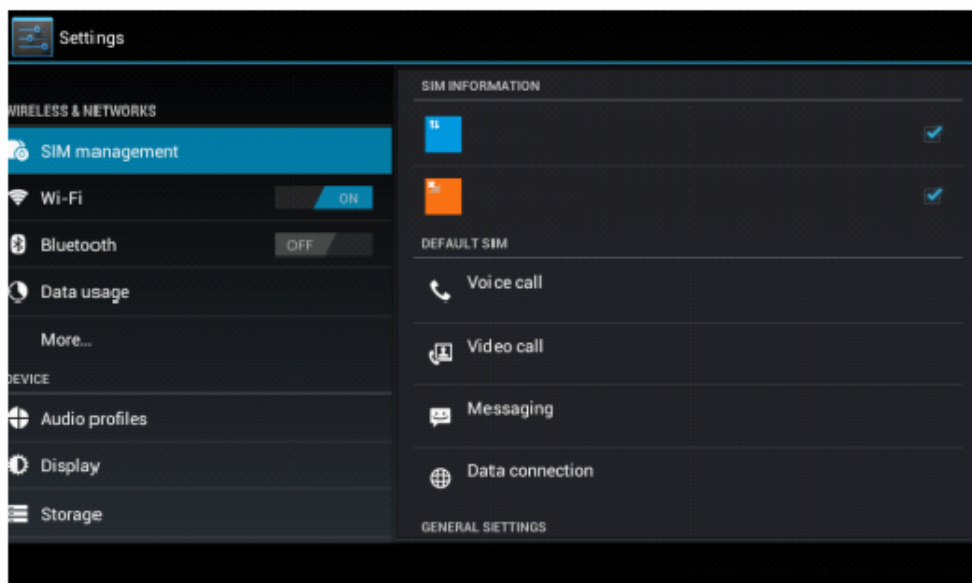 Settings
WIRELESS & NETWORKS
SIM management
Wi-Fi ON
Bluetooth OFF
Data usage
More...
DEVICE
Audio profiles
Display
Storage
SIM INFORMATION
DEFAULT SIM
Voice call
Video call
Messaging
Data connection
GENERAL SETTINGS